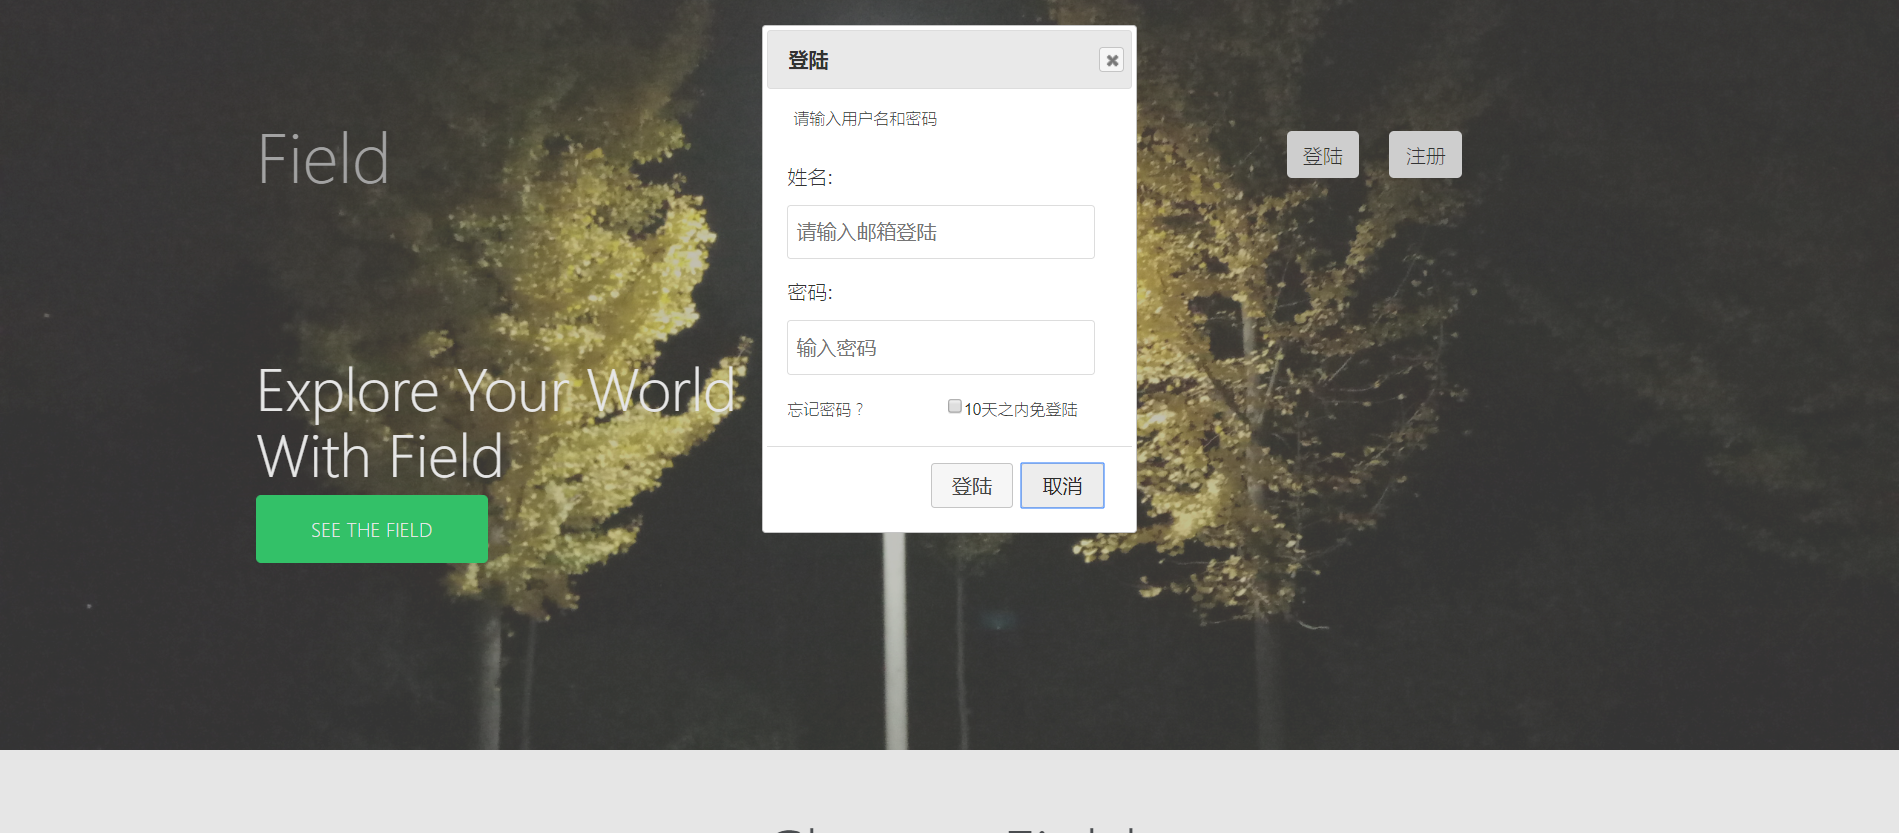 登陆
请输入用户名和密码
姓名:
请输入邮箱登陆
密码:
输入密码
忘记密码？
10天之内免登陆
登陆 取消
Field
登陆 注册
Explore Your World
With Field
SEE THE FIELD